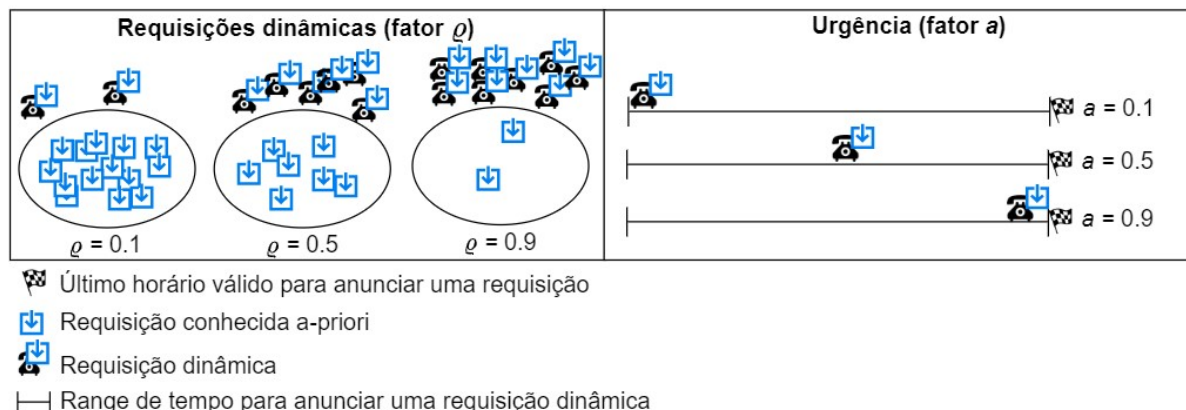 Requisições dinâmicas (fator ϱ)
ϱ = 0.1
ϱ = 0.5
ϱ = 0.9
Urgência (fator a)
a = 0.1
a = 0.5
a = 0.9
Último horário válido para anunciar uma requisição
Requisição conhecida a-priori
Requisição dinâmica
Range de tempo para anunciar uma requisição dinâmica